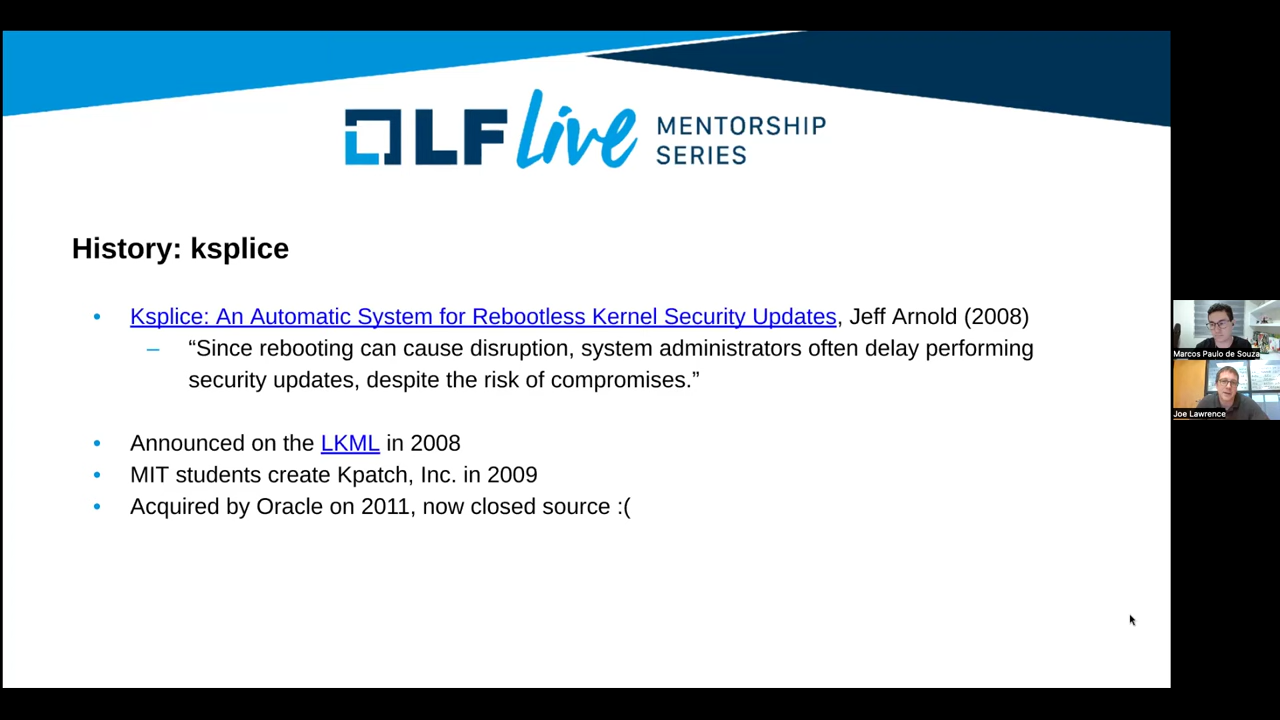 LF live MENTORSHIP
SERIES
History: ksplice
• Ksplice: An Automatic System for Rebootless Kernel Security Updates, Jeff Arnold (2008)
– “Since rebooting can cause disruption, system administrators often delay performing
security updates, despite the risk of compromises.”
• Announced on the LKML in 2008
• MIT students create Kpatch, Inc. in 2009
• Acquired by Oracle on 2011, now closed source :(
Marcos Paulo de Souza
Joe Lawrence